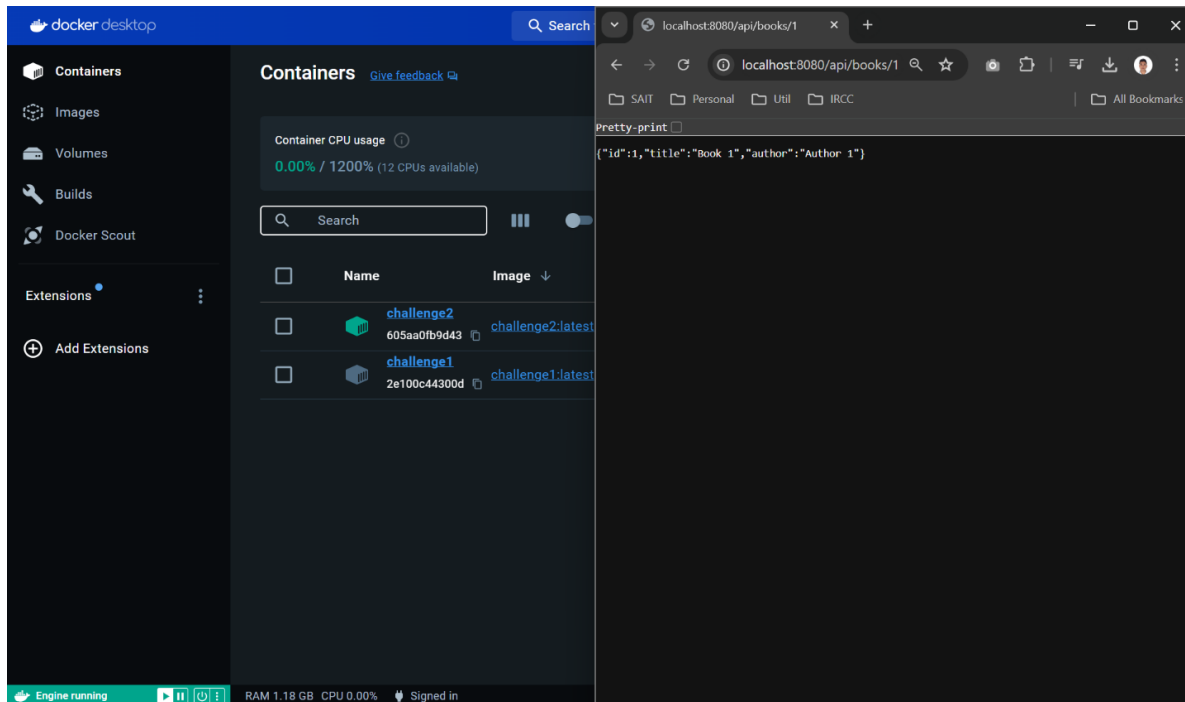 docker desktop
Search
Containers
Images
Volumes
Builds
Docker Scout
Extensions
Add Extensions
Containers Give feedback
Container CPU usage
0.00% / 1200% (12 CPUs available)
Search
Name Image
challenge2
605aa0fb9d43
challenge2:latest
challenge1
2e100c44300d
challenge1:latest
Engine running
RAM 1.18 GB CPU 0.00% Signed in
localhost:8080/api/books/1
localhost:8080/api/books/1
SAIT Personal Util IRCC All Bookmarks
Pretty-print
{"id":1,"title":"Book 1","author":"Author 1"}